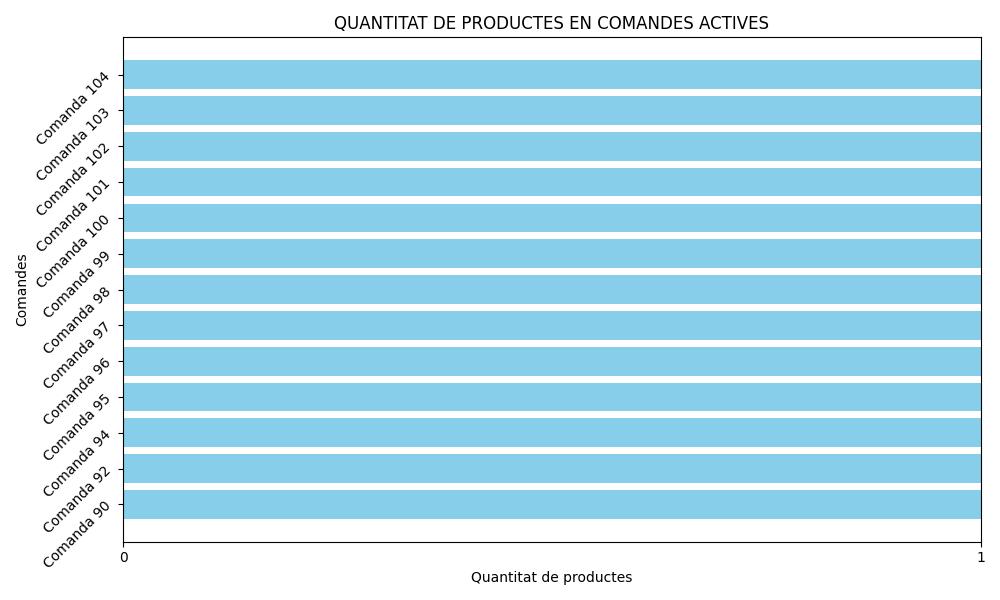 QUANTITAT DE PRODUCTES EN COMANDES ACTIVES
Comanda 104
Comanda 103
Comanda 102
Comanda 101
Comanda 100
Comanda 99
Comanda 98
Comanda 97
Comanda 96
Comanda 95
Comanda 94
Comanda 92
Comanda 90
Comandes
0
1
Quantitat de productes